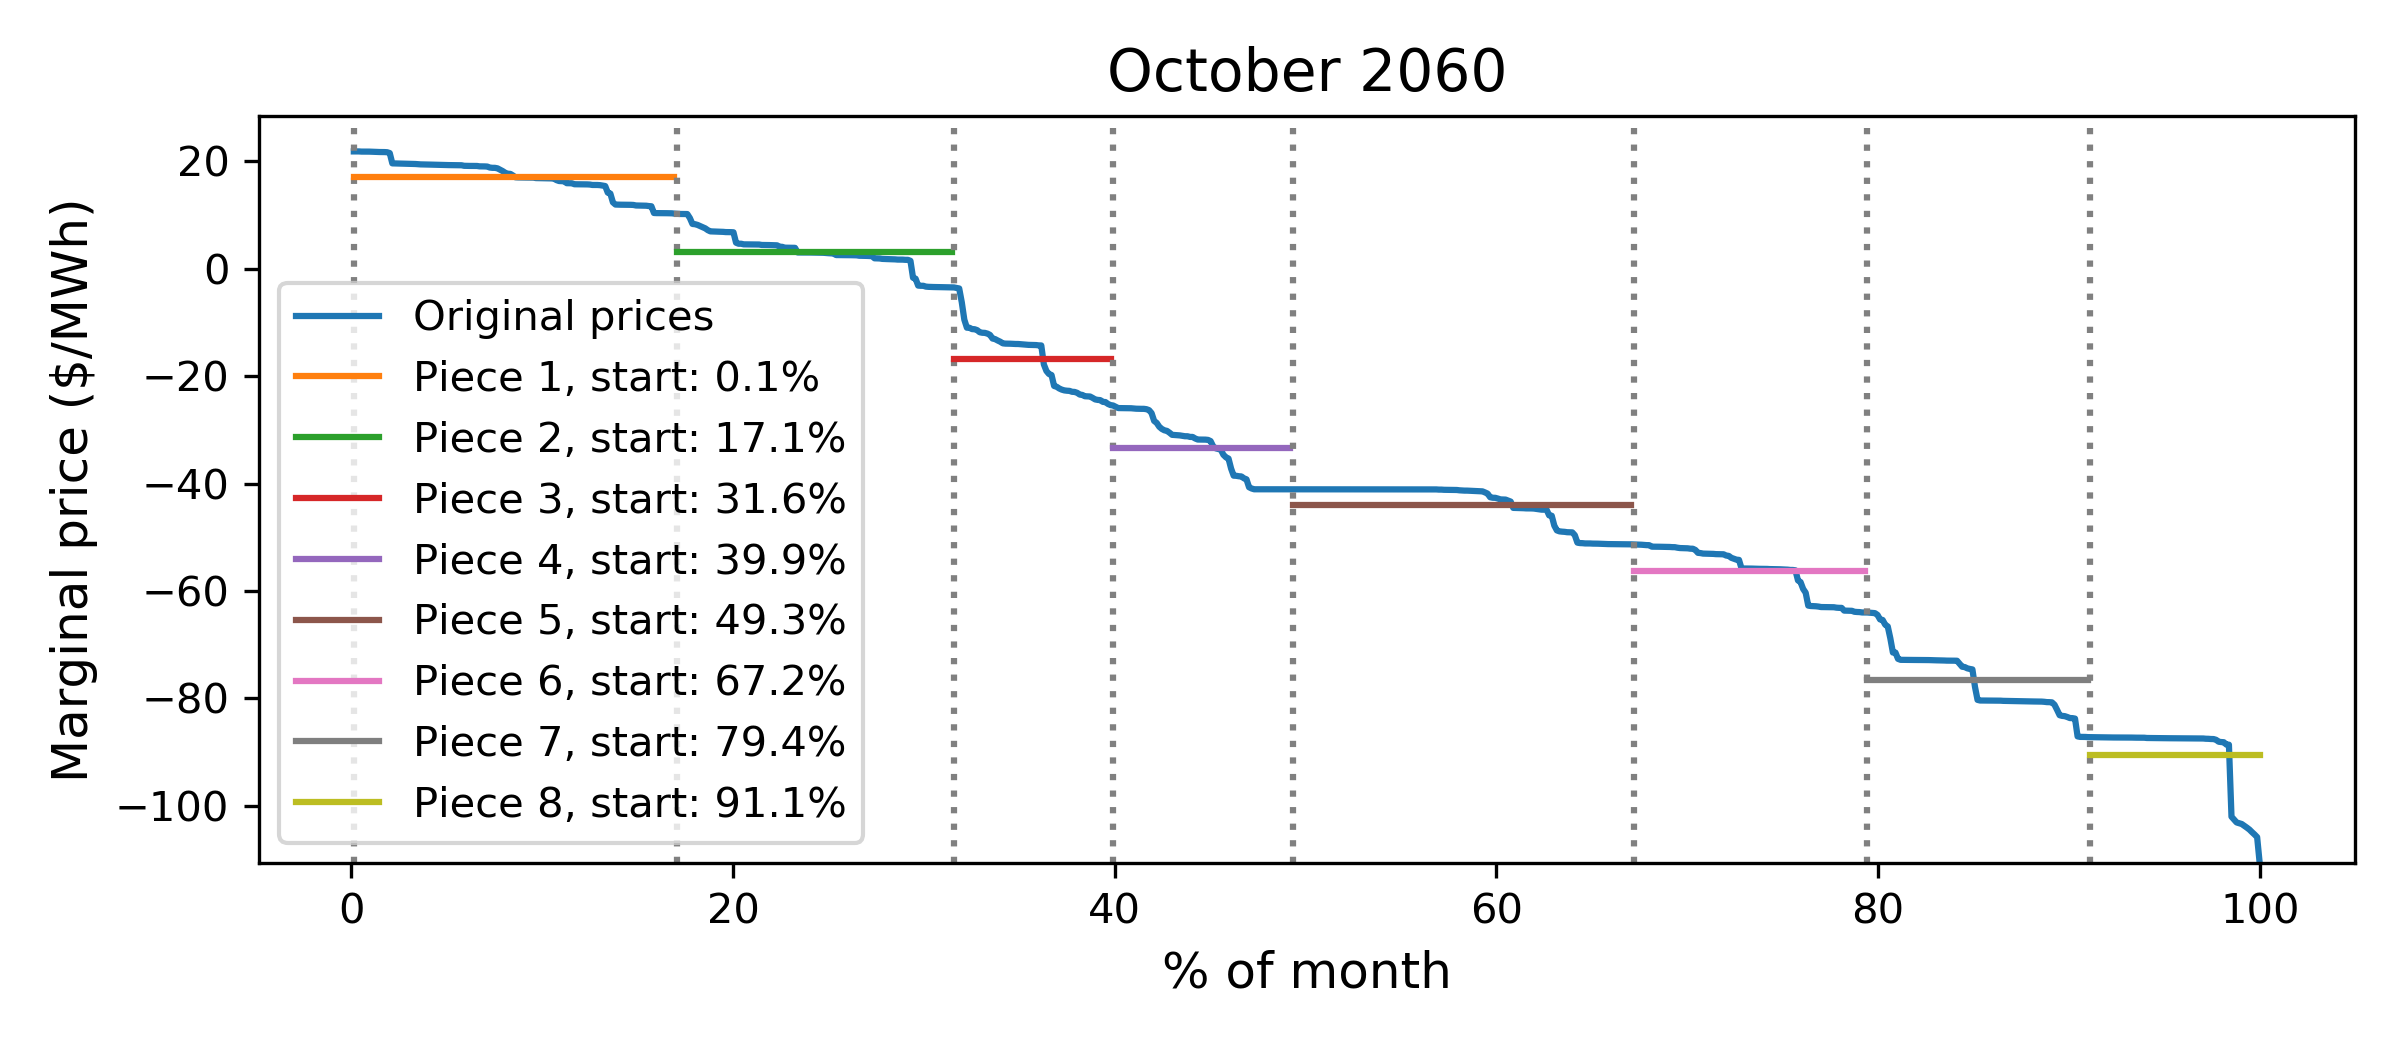 October 2060
Marginal price ($/MWh)
20
0
−20
−40
−60
−80
−100
Original prices
Piece 1, start: 0.1%
Piece 2, start: 17.1%
Piece 3, start: 31.6%
Piece 4, start: 39.9%
Piece 5, start: 49.3%
Piece 6, start: 67.2%
Piece 7, start: 79.4%
Piece 8, start: 91.1%
0 20 40 60 80 100
% of month